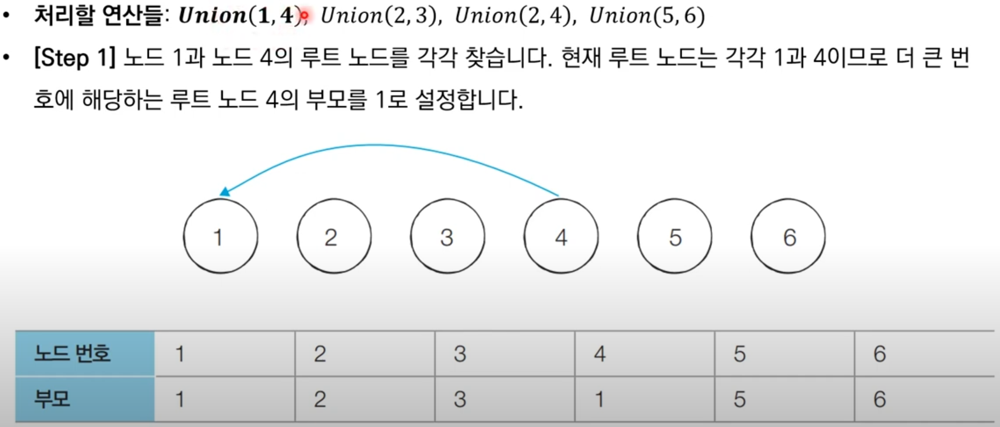 • 처리할 연산들: Union(1, 4), Union(2, 3), Union(2, 4), Union(5, 6)
• [Step 1] 노드 1과 노드 4의 루트 노드를 각각 찾습니다. 현재 루트 노드는 각각 1과 4이므로 더 큰 번
호에 해당하는 루트 노드 4의 부모를 1로 설정합니다.
1 2 3 4 5 6
노드 번호 1 2 3 4 5 6
부모 1 2 3 1 5 6